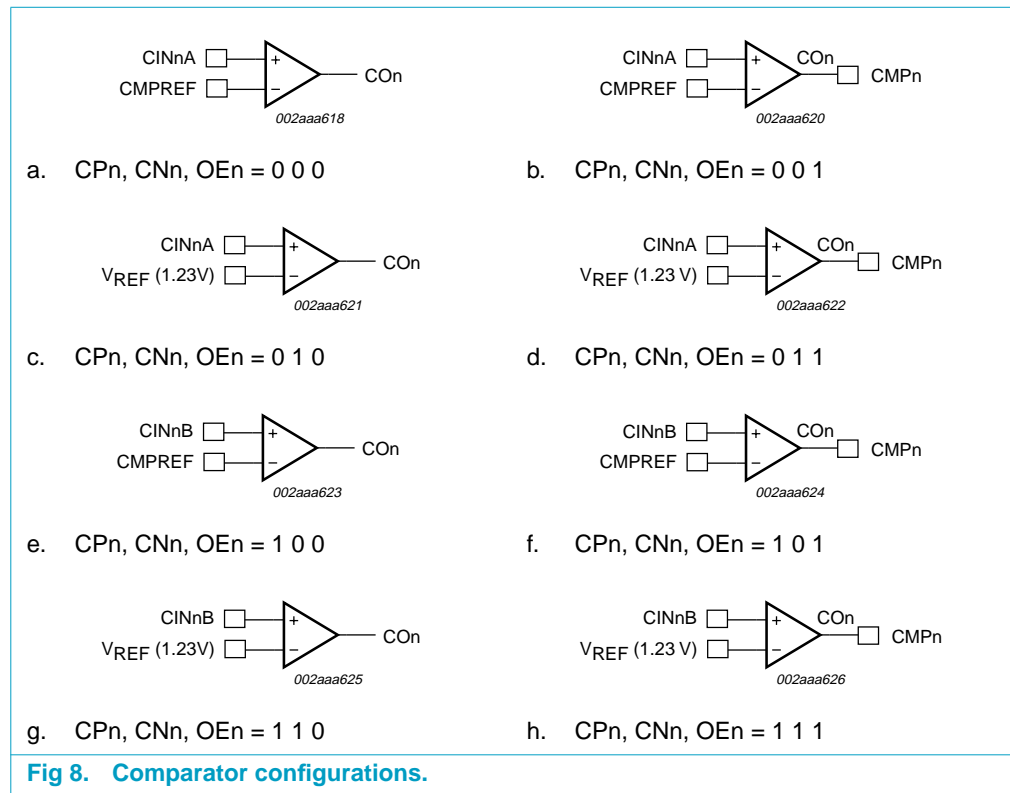 CINnA
CMPREF
+
−
COn
002aaa618
a. CPn, CNn, OEn = 0 0 0
CINnA
CMPREF
+
−
COn
CMPn
002aaa620
b. CPn, CNn, OEn = 0 0 1
CINnA
VREF (1.23V)
+
−
COn
002aaa621
c. CPn, CNn, OEn = 0 1 0
CINnA
VREF (1.23 V)
+
−
COn
CMPn
002aaa622
d. CPn, CNn, OEn = 0 1 1
CINnB
CMPREF
+
−
COn
002aaa623
e. CPn, CNn, OEn = 1 0 0
CINnB
CMPREF
+
−
COn
CMPn
002aaa624
f. CPn, CNn, OEn = 1 0 1
CINnB
VREF (1.23V)
+
−
COn
002aaa625
g. CPn, CNn, OEn = 1 1 0
CINnB
VREF (1.23 V)
+
−
COn
CMPn
002aaa626
h. CPn, CNn, OEn = 1 1 1
Fig 8. Comparator configurations.